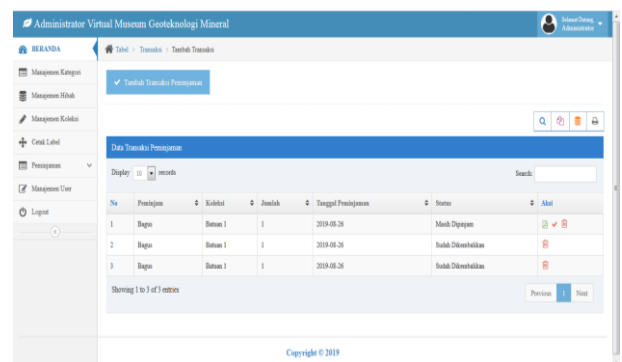 Administrator Virtual Museum Geoteknologi Mineral
Selamat Datang,
Administrator
BERANDA
Tabel > Transaksi > Tambah Transaksi
Manajemen Kategori
Manajemen Hibah
Manajemen Koleksi
Cetak Label
Peminjaman
Manajemen User
Logout
Tambah Transaksi Peminjaman
Data Transaksi Peminjaman
Display 10 records
Search:
No Peminjam Koleksi Jumlah Tanggal Peminjaman Status Aksi
1 Bagus Batuan 1 1 2019-08-26 Masih Dipinjam
2 Bagus Batuan 1 1 2019-08-26 Sudah Dikembalikan
3 Bagus Batuan 1 1 2019-08-26 Sudah Dikembalikan
Showing 1 to 3 of 3 entries
Previous 1 Next
Copyright © 2019